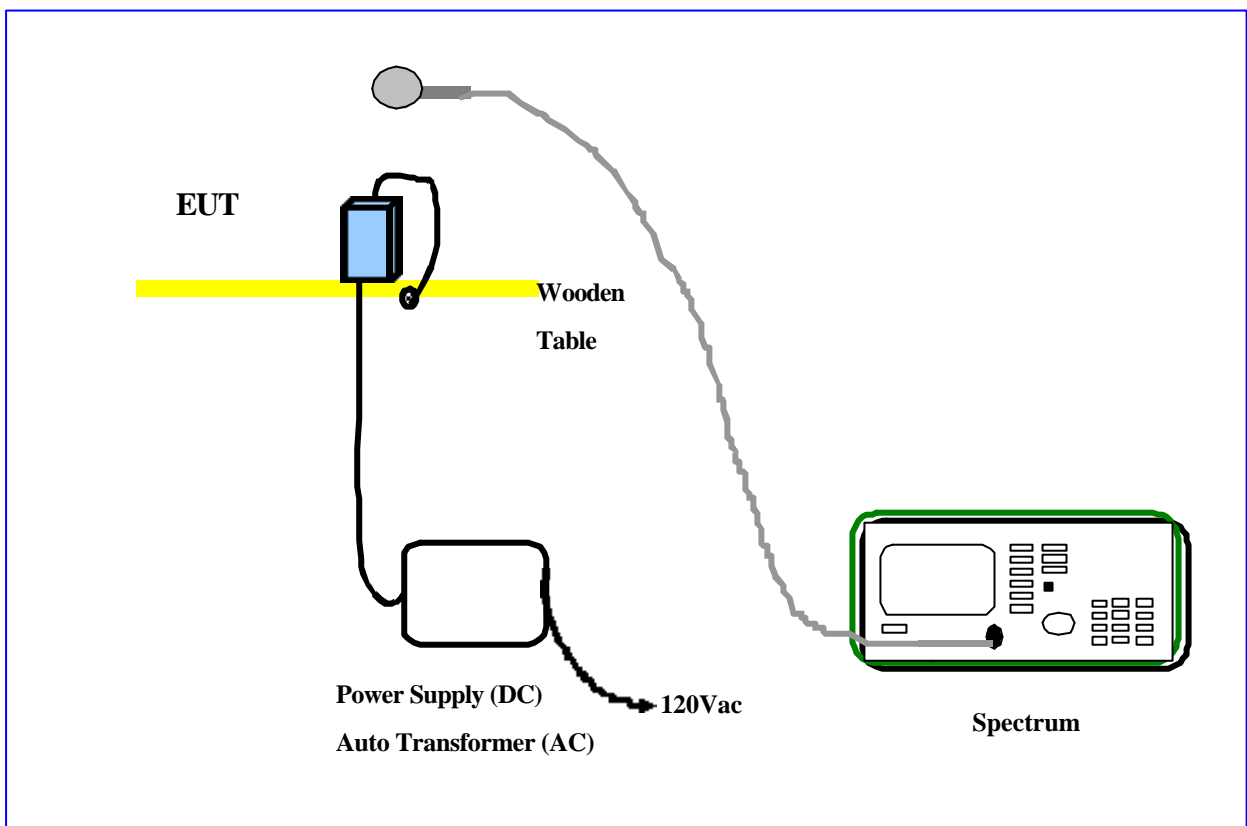 EUT
Wooden
Table
Power Supply (DC)
Auto Transformer (AC)
120Vac
Spectrum